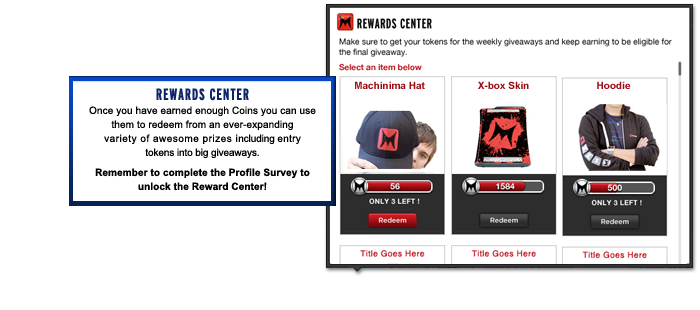 REWARDS CENTER
Once you have earned enough Coins you can use
them to redeem from an ever-expanding
variety of awesome prizes including entry
tokens into big giveaways.
Remember to complete the Profile Survey to
unlock the Reward Center!
REWARDS CENTER
Make sure to get your tokens for the weekly giveaways and keep earning to be eligible for
the final giveaway.
Select an item below
Machinima Hat
56
ONLY 3 LEFT !
Redeem
X-box Skin
1584
ONLY 3 LEFT !
Redeem
Hoodie
500
ONLY 3 LEFT !
Redeem
Title Goes Here
Title Goes Here
Title Goes Here